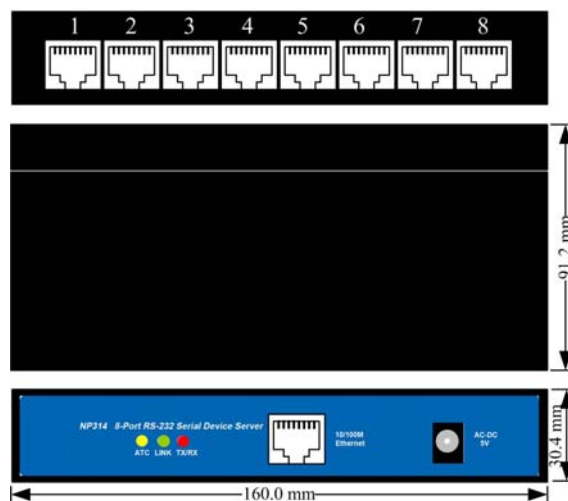 1 2 3 4 5 6 7 8
91.2 mm
NP314 8-Port RS-232 Serial Device Server
ATC LINK TX/RX
10/100M
Ethernet
AC-DC
5V
30.4 mm
160.0 mm